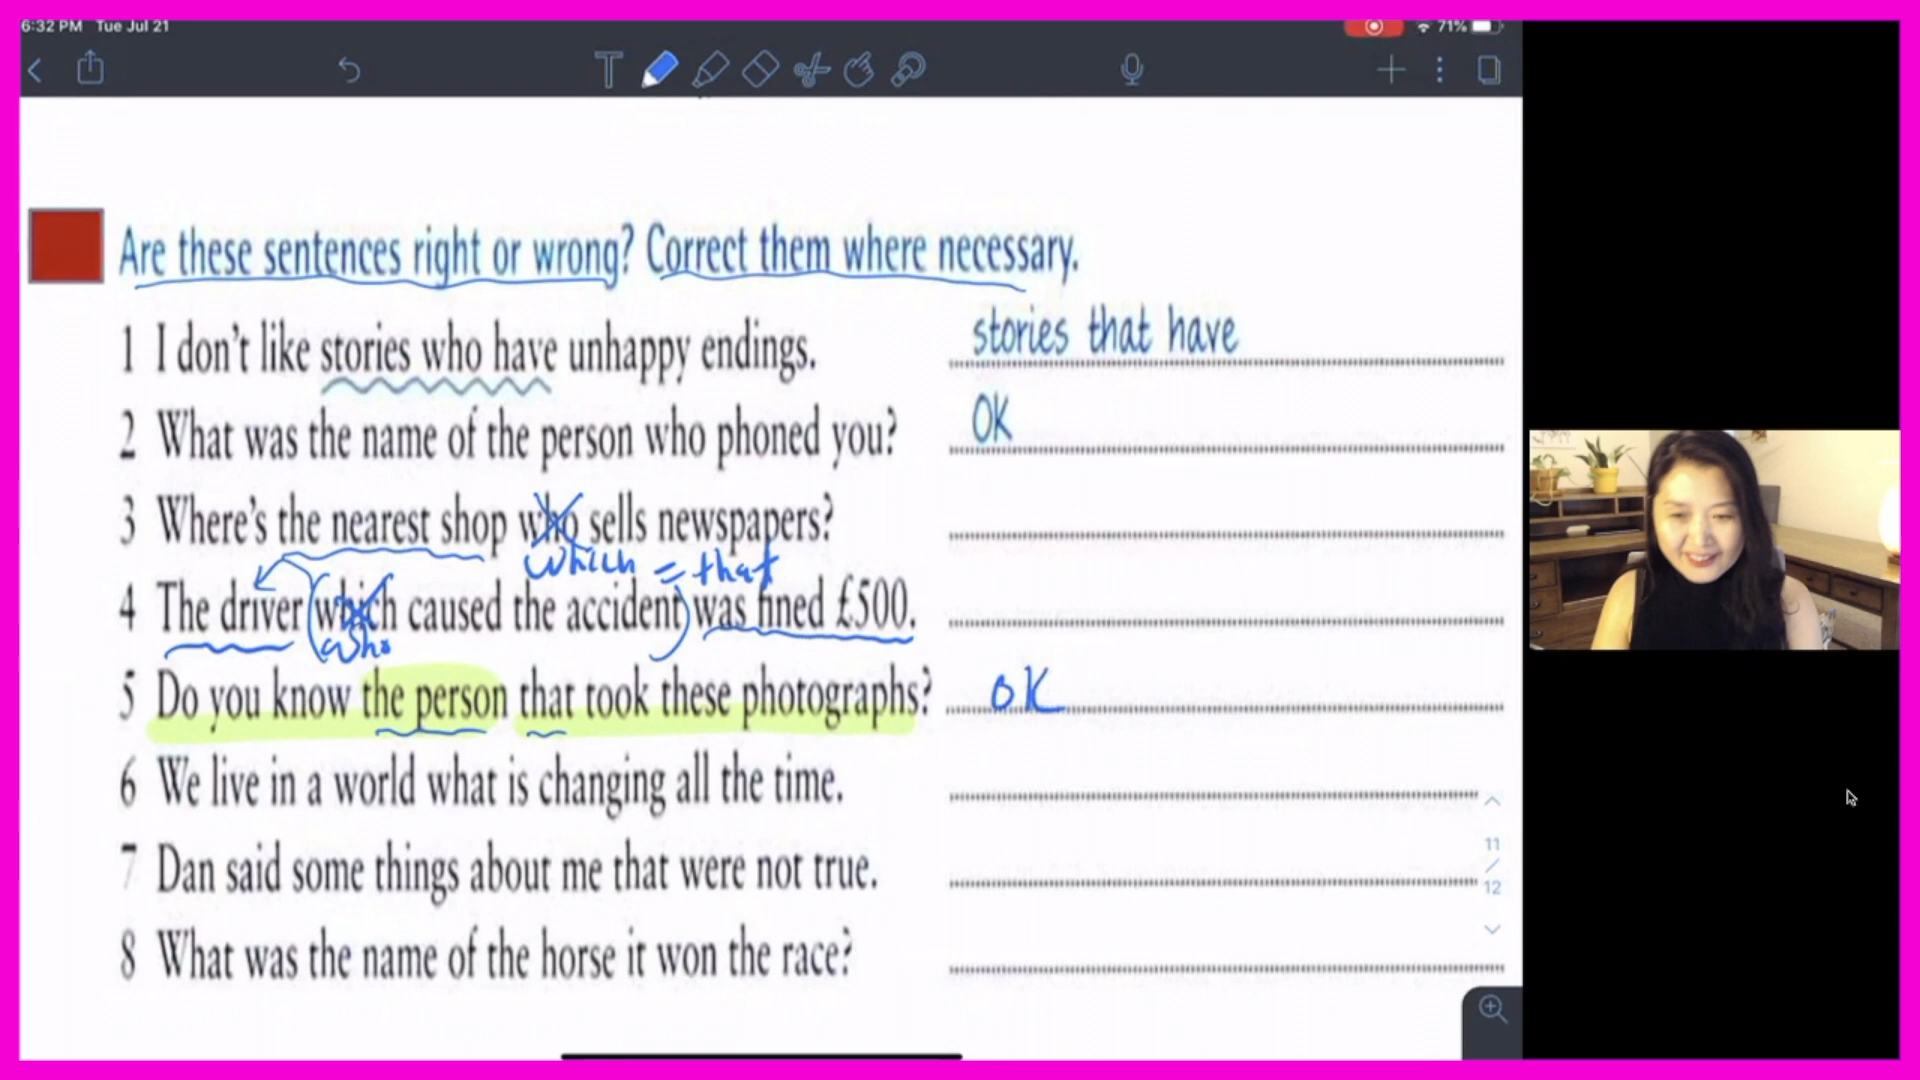 6:32 PM Tue Jul 21
71%
Are these sentences right or wrong? Correct them where necessary.
1 I don't like stories who have unhappy endings. stories that have
2 What was the name of the person who phoned you? OK
3 Where's the nearest shop who sells newspapers?
which = that
4 The driver (which caused the accident) was fined £500.
who
5 Do you know the person that took these photographs? OK
6 We live in a world what is changing all the time.
7 Dan said some things about me that were not true.
8 What was the name of the horse it won the race?
11
/
12